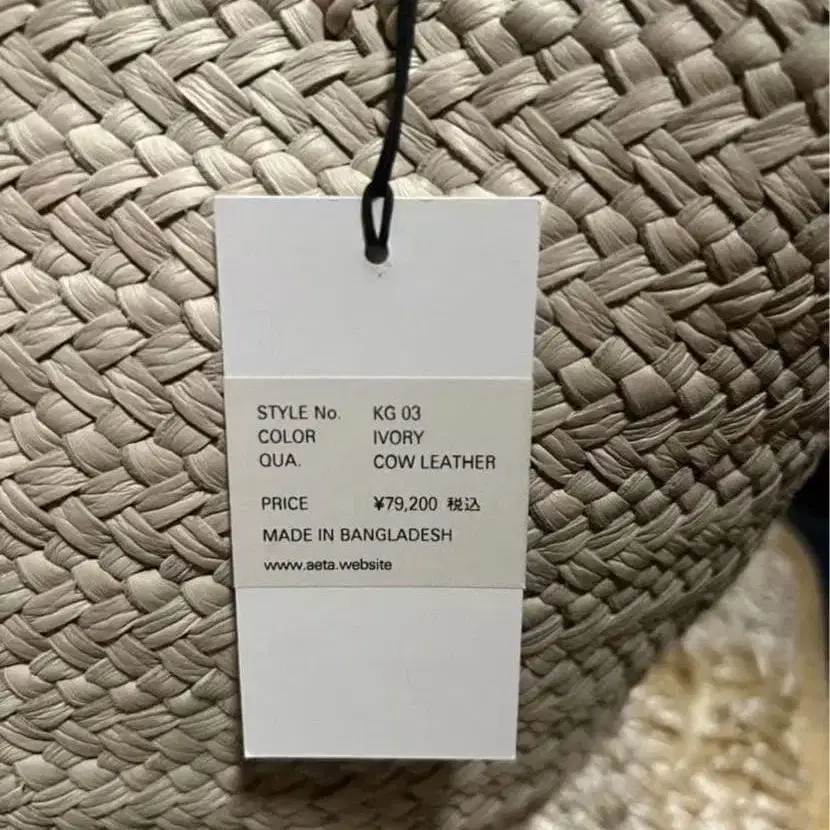 STYLE No. KG 03
COLOR IVORY
QUA. COW LEATHER
PRICE ¥79,200 税込
MADE IN BANGLADESH
www.aeta.website